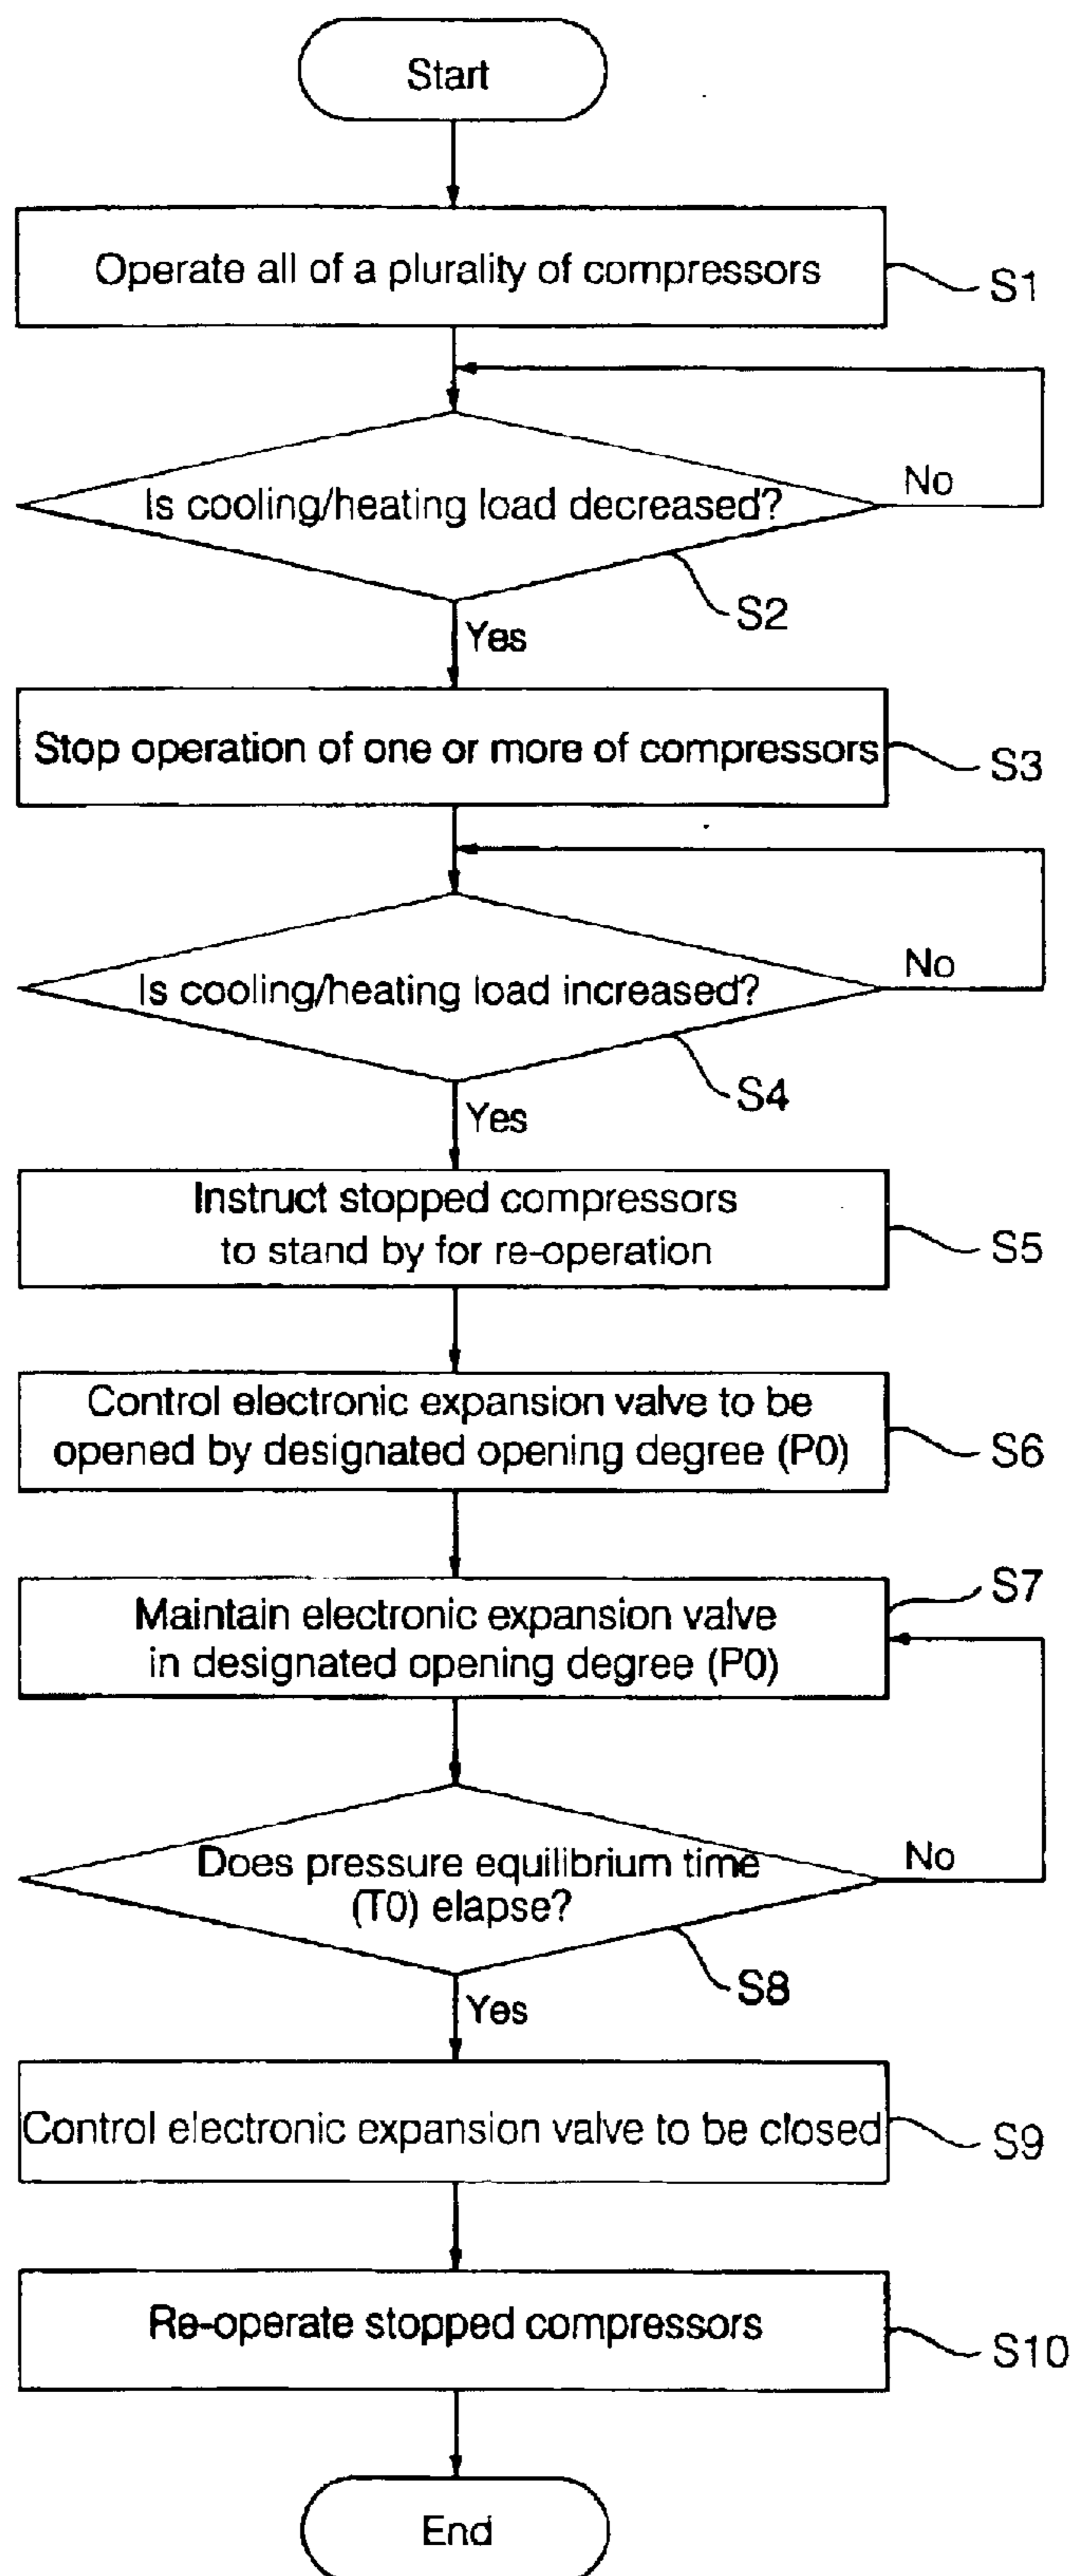 Start
Operate all of a plurality of compressors
S1
Is cooling/heating load decreased?
No
S2
Yes
Stop operation of one or more of compressors
S3
Is cooling/heating load increased?
No
S4
Yes
Instruct stopped compressors
to stand by for re-operation
S5
Control electronic expansion valve to be
opened by designated opening degree (P0)
S6
Maintain electronic expansion valve
in designated opening degree (P0)
S7
Does pressure equilibrium time
(T0) elapse?
No
S8
Yes
Control electronic expansion valve to be closed
S9
Re-operate stopped compressors
S10
End